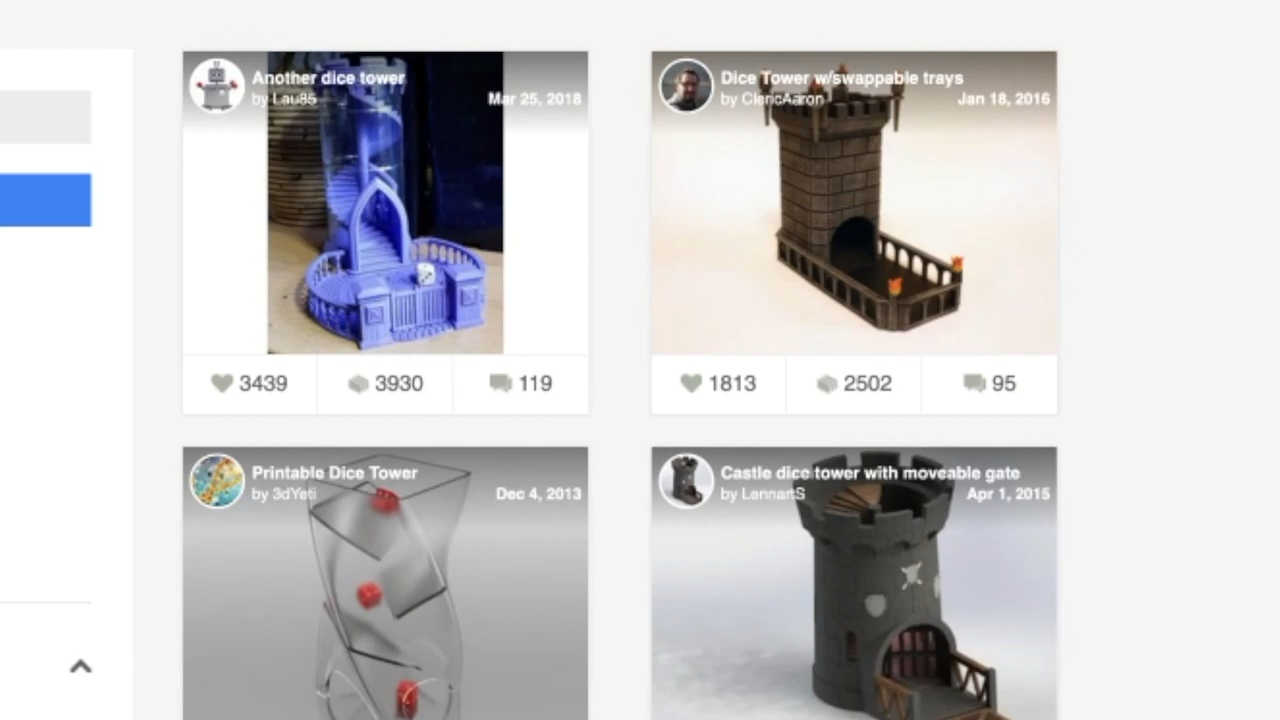 Another dice tower
by Lau85
Mar 25, 2018
Dice Tower w/swappable trays
by ClericAaron
Jan 18, 2016
3439
3930
119
1813
2502
95
Printable Dice Tower
by 3dYeti
Dec 4, 2013
Castle dice tower with moveable gate
by LennartS
Apr 1, 2015